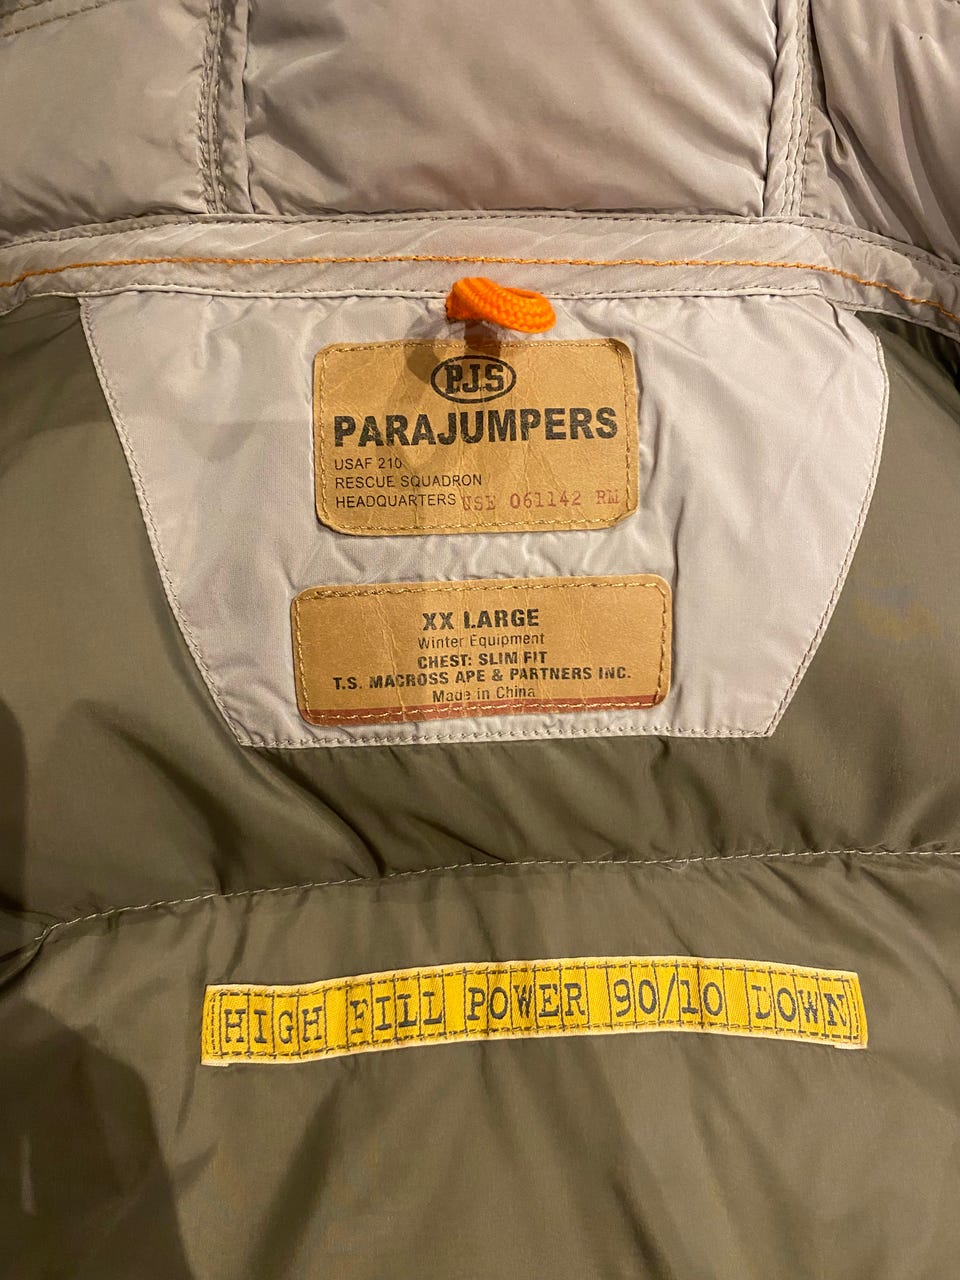 PJS
PARAJUMPERS
USAF 210
RESCUE SQUADRON
HEADQUARTERS USE 061142 RM
XX LARGE
Winter Equipment
CHEST: SLIM FIT
T.S. MACROSS APE & PARTNERS INC.
Made in China
HIGH FILL POWER 90/10 DOWN